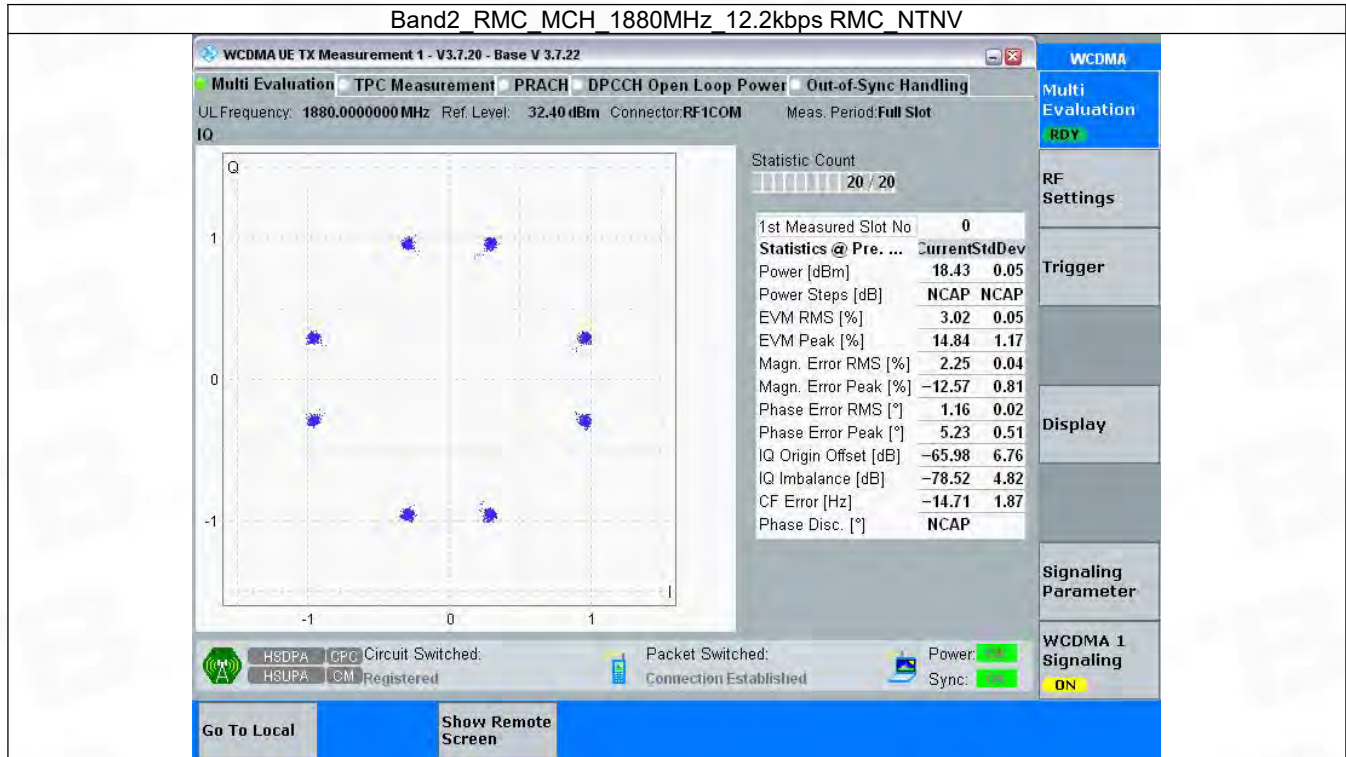 Band2_RMC_MCH_1880MHz_12.2kbps RMC_NTNV
WCDMA UE TX Measurement 1 - V3.7.20 - Base V 3.7.22
WCDMA
Multi Evaluation TPC Measurement PRACH DPCCH Open Loop Power Out-of-Sync Handling
Multi
Evaluation
RDY
UL Frequency: 1880.0000000 MHz Ref. Level: 32.40 dBm Connector:RF1COM Meas. Period:Full Slot
IQ
Q
1
0
-1
-1 0 1
I
Statistic Count
20 / 20
1st Measured Slot No 0
Statistics @ Pre. ... CurrentStdDev
Power [dBm] 18.43 0.05
Power Steps [dB] NCAP NCAP
EVM RMS [%] 3.02 0.05
EVM Peak [%] 14.84 1.17
Magn. Error RMS [%] 2.25 0.04
Magn. Error Peak [%] −12.57 0.81
Phase Error RMS [°] 1.16 0.02
Phase Error Peak [°] 5.23 0.51
IQ Origin Offset [dB] −65.98 6.76
IQ Imbalance [dB] −78.52 4.82
CF Error [Hz] −14.71 1.87
Phase Disc. [°] NCAP
RF
Settings
Trigger
Display
Signaling
Parameter
WCDMA 1
Signaling
ON
HSDPA CPC Circuit Switched:
HSUPA CM Registered
Packet Switched:
Connection Established
Power:
Sync:
Go To Local
Show Remote
Screen